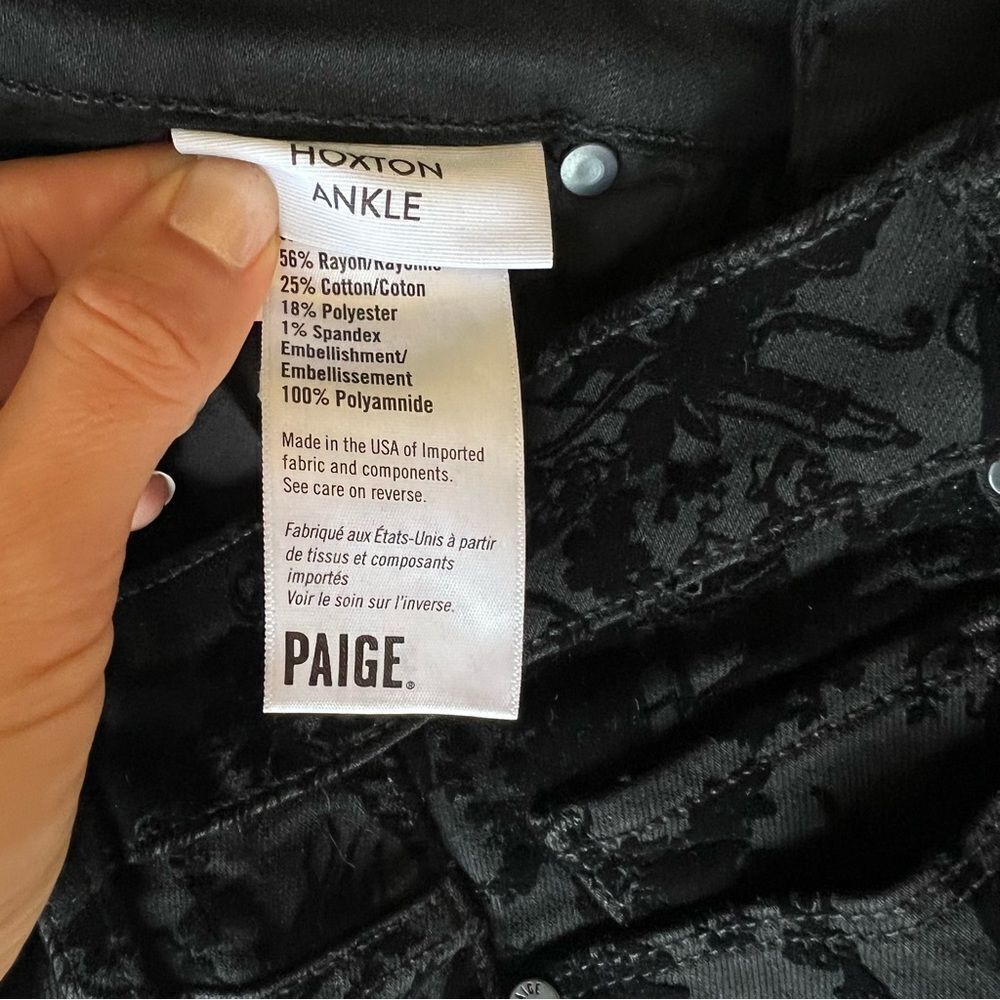 HOXTON
ANKLE
56% Rayon/Rayonne
25% Cotton/Coton
18% Polyester
1% Spandex
Embellishment/
Embellissement
100% Polyamnide
Made in the USA of Imported
fabric and components.
See care on reverse.
Fabriqué aux États-Unis à partir
de tissus et composants
importés
Voir le soin sur l'inverse.
PAIGE®